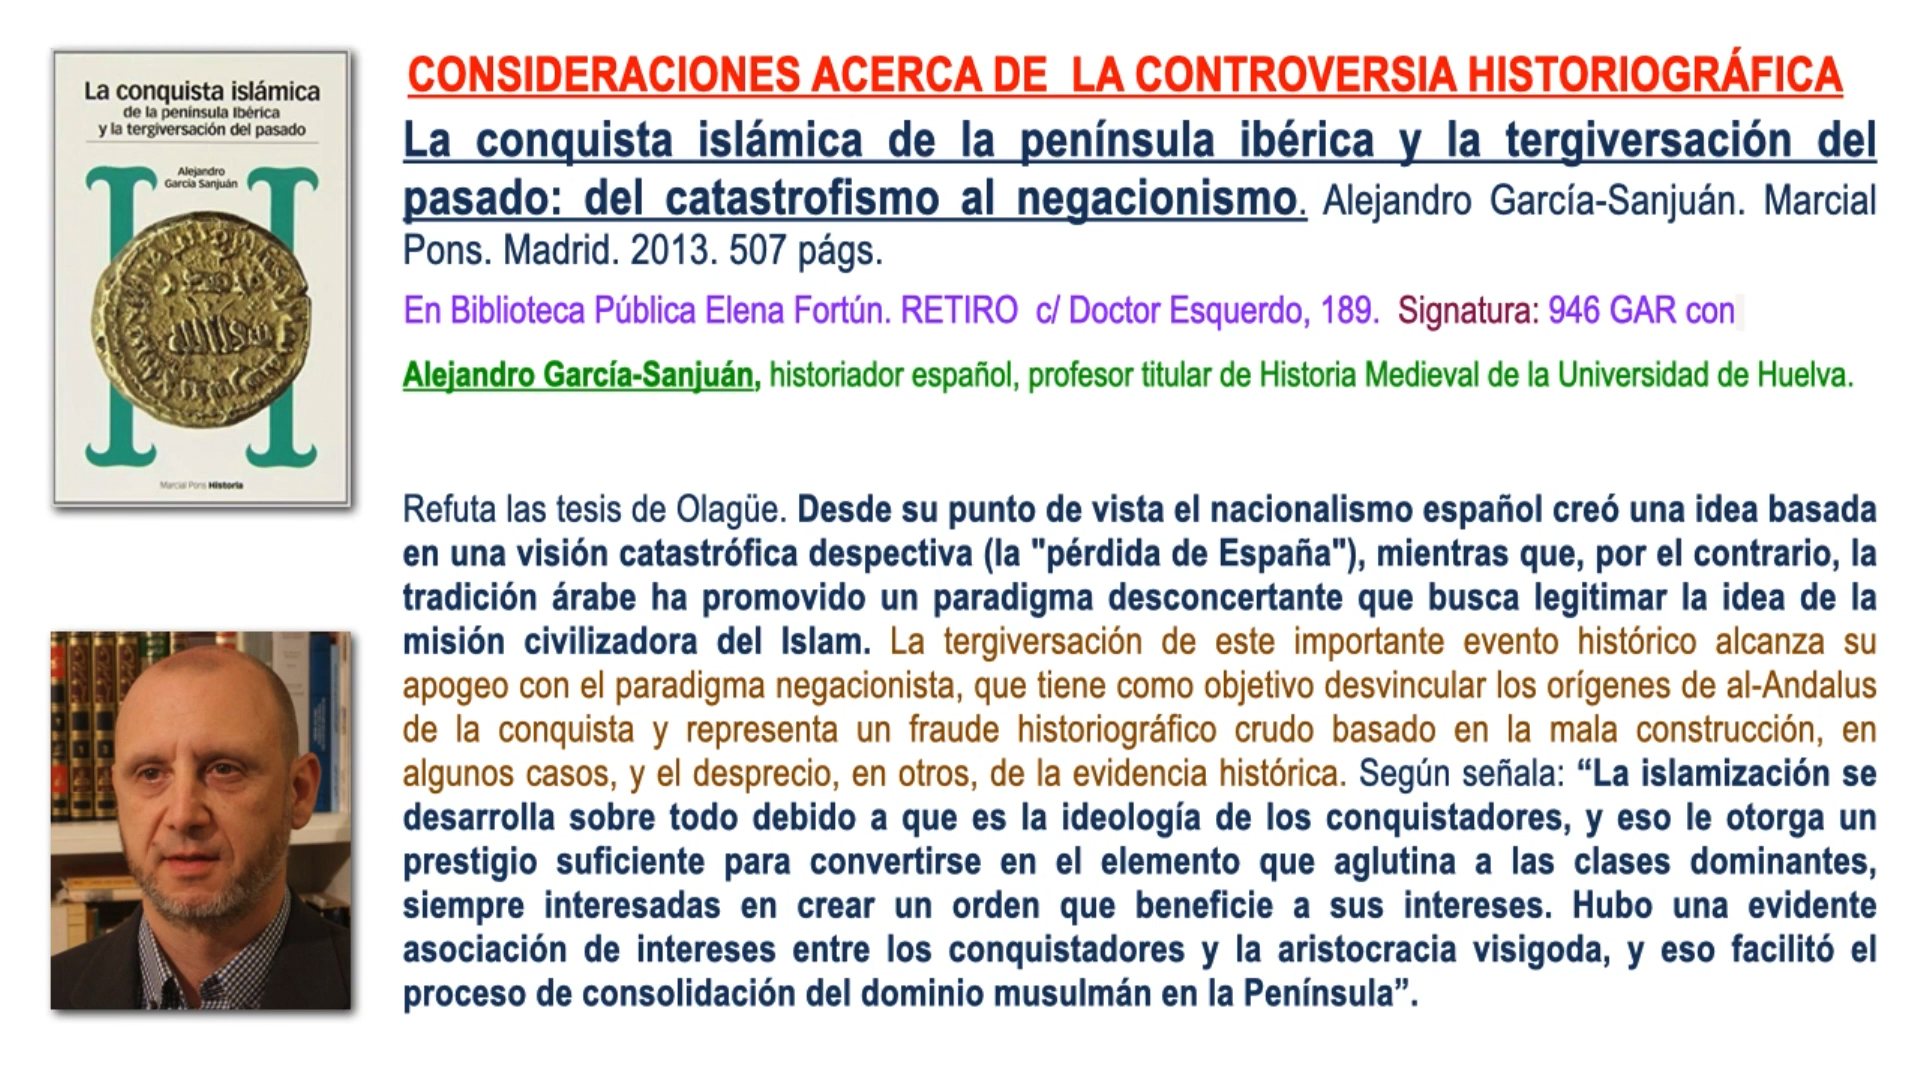 La conquista islámica
de la península Ibérica
y la tergiversación del pasado
Alejandro
García Sanjuán
Marcial Pons Historia
CONSIDERACIONES ACERCA DE LA CONTROVERSIA HISTORIOGRÁFICA
La conquista islámica de la península ibérica y la tergiversación del
pasado: del catastrofismo al negacionismo. Alejandro García-Sanjuán. Marcial
Pons. Madrid. 2013. 507 págs.
En Biblioteca Pública Elena Fortún. RETIRO c/ Doctor Esquerdo, 189. Signatura: 946 GAR con
Alejandro García-Sanjuán, historiador español, profesor titular de Historia Medieval de la Universidad de Huelva.
Refuta las tesis de Olagüe. Desde su punto de vista el nacionalismo español creó una idea basada
en una visión catastrófica despectiva (la "pérdida de España"), mientras que, por el contrario, la
tradición árabe ha promovido un paradigma desconcertante que busca legitimar la idea de la
misión civilizadora del Islam. La tergiversación de este importante evento histórico alcanza su
apogeo con el paradigma negacionista, que tiene como objetivo desvincular los orígenes de al-Andalus
de la conquista y representa un fraude historiográfico crudo basado en la mala construcción, en
algunos casos, y el desprecio, en otros, de la evidencia histórica. Según señala: “La islamización se
desarrolla sobre todo debido a que es la ideología de los conquistadores, y eso le otorga un
prestigio suficiente para convertirse en el elemento que aglutina a las clases dominantes,
siempre interesadas en crear un orden que beneficie a sus intereses. Hubo una evidente
asociación de intereses entre los conquistadores y la aristocracia visigoda, y eso facilitó el
proceso de consolidación del dominio musulmán en la Península”.